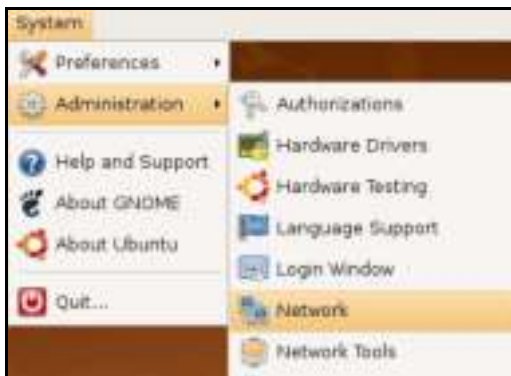 System
Preferences
Administration
Help and Support
About GNOME
About Ubuntu
Quit...
Authorizations
Hardware Drivers
Hardware Testing
Language Support
Login Window
Network
Network Tools